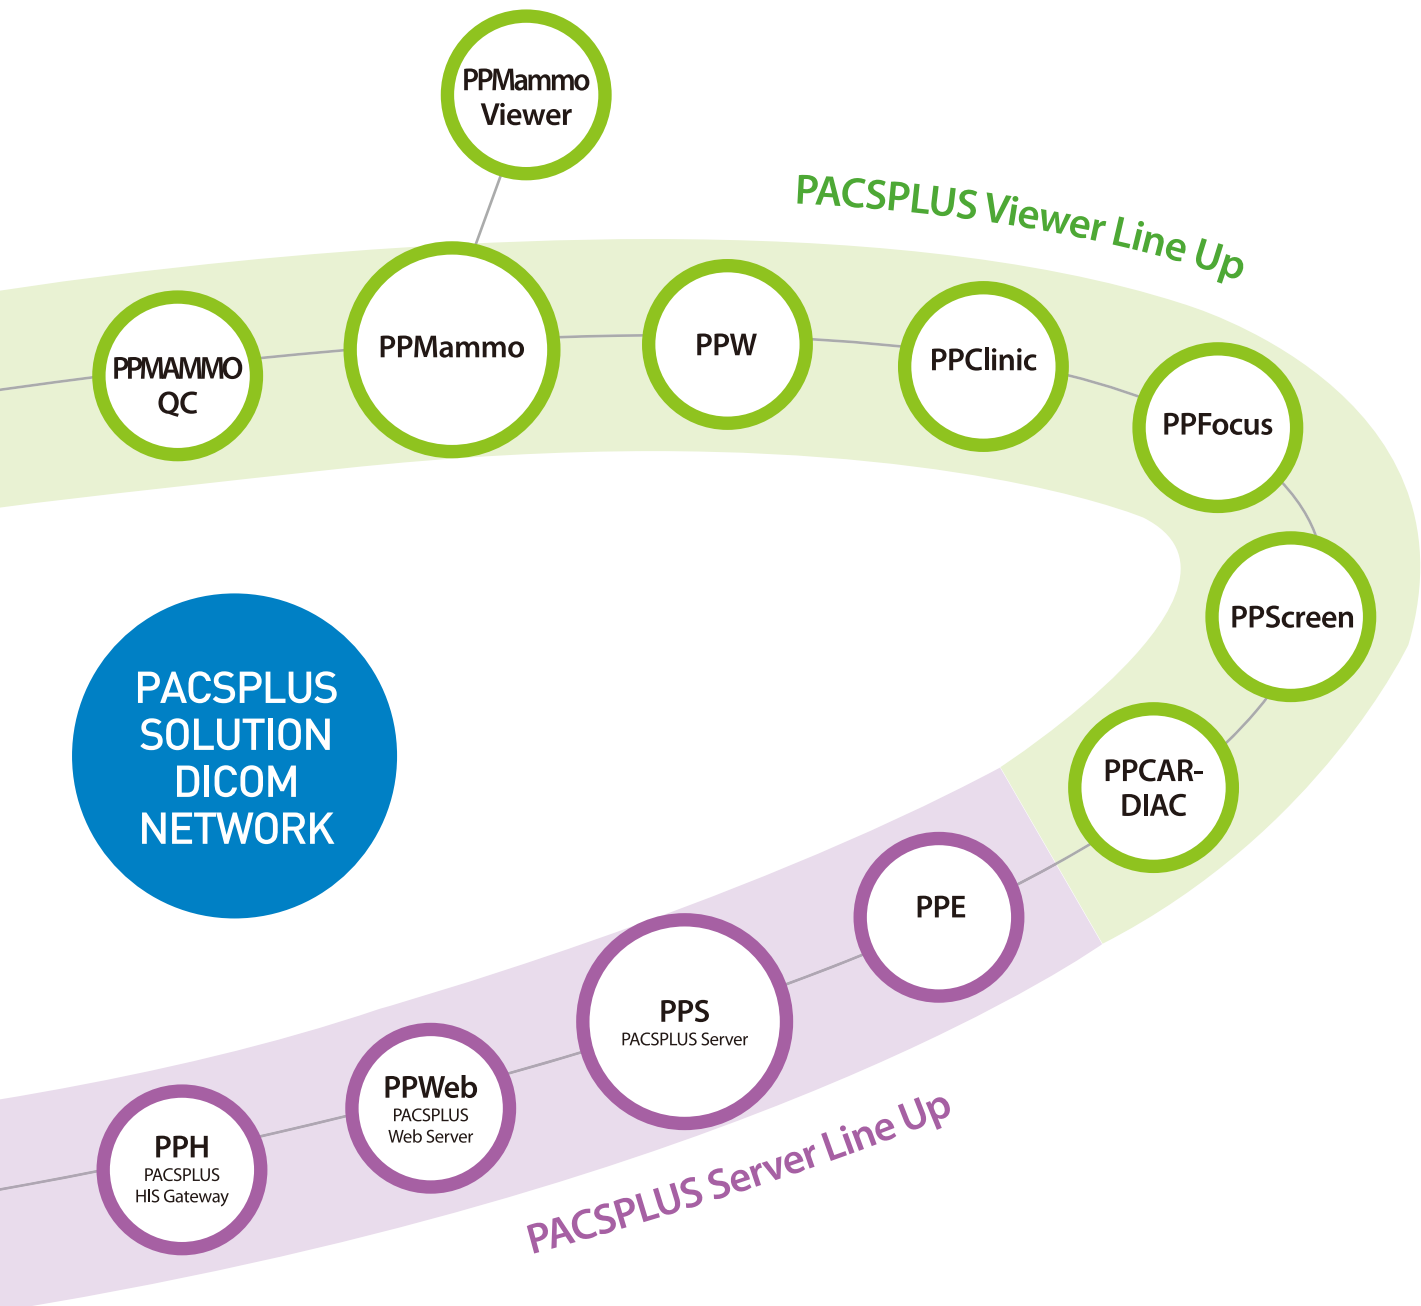 PPMammo
Viewer
PACSPLUS Viewer Line Up
PPMAMMO
QC
PPMammo
PPW
PPClinic
PPFocus
PPScreen
PPCAR-
DIAC
PACSPLUS
SOLUTION
DICOM
NETWORK
PPE
PPS
PACSPLUS Server
PPWeb
PACSPLUS
Web Server
PPH
PACSPLUS
HIS Gateway
PACSPLUS Server Line Up